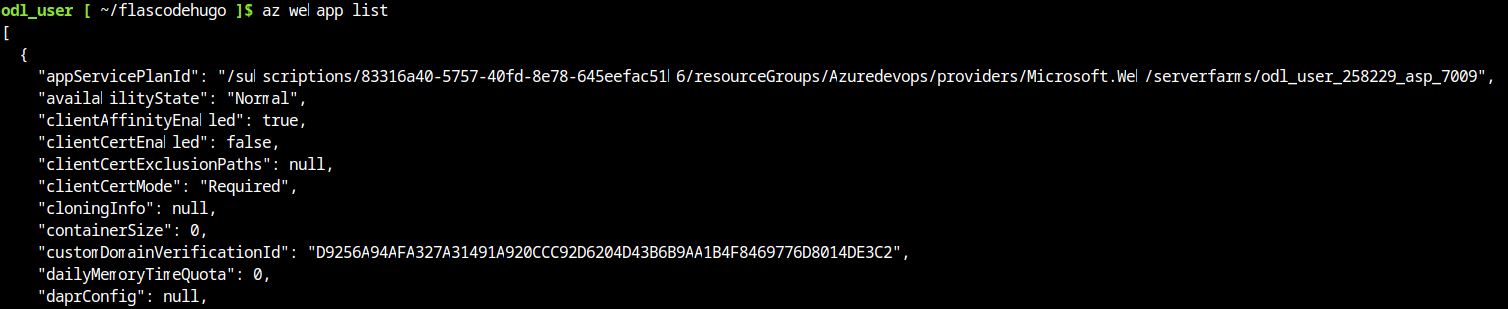 odl_user [ ~/flascodehugo ]$ az webapp list
[
  {
    "appServicePlanId": "/subscriptions/83316a40-5757-40fd-8e78-645eefac51b6/resourceGroups/Azuredevops/providers/Microsoft.Web/serverfarms/odl_user_258229_asp_7009",
    "availabilityState": "Normal",
    "clientAffinityEnabled": true,
    "clientCertEnabled": false,
    "clientCertExclusionPaths": null,
    "clientCertMode": "Required",
    "cloningInfo": null,
    "containerSize": 0,
    "customDomainVerificationId": "D9256A94AFA327A31491A920CCC92D6204D43B6B9AA1B4F8469776D8014DE3C2",
    "dailyMemoryTimeQuota": 0,
    "daprConfig": null,